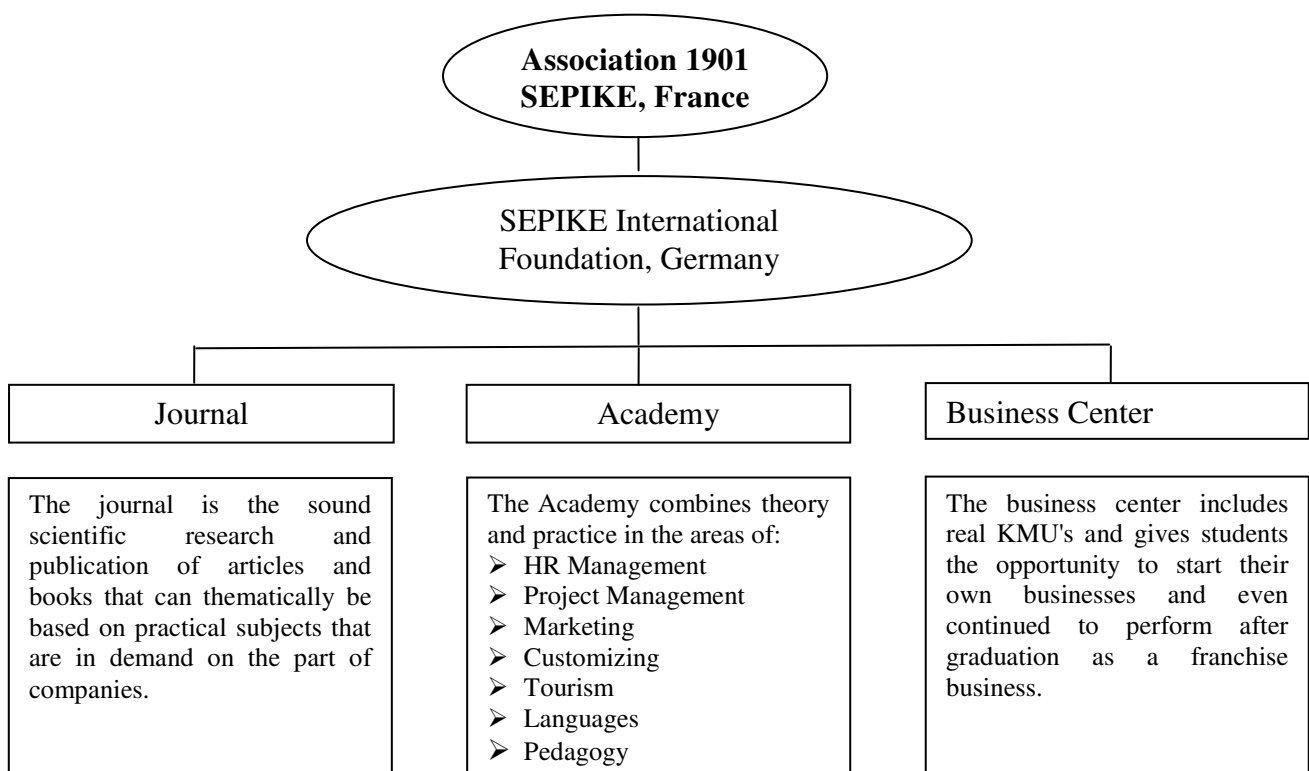 Association 1901
SEPIKE, France
SEPIKE International
Foundation, Germany
Journal
Academy
Business Center
The journal is the sound
scientific research and
publication of articles and
books that can thematically be
based on practical subjects that
are in demand on the part of
companies.
The Academy combines theory
and practice in the areas of:
➢ HR Management
➢ Project Management
➢ Marketing
➢ Customizing
➢ Tourism
➢ Languages
➢ Pedagogy
The business center includes
real KMU's and gives students
the opportunity to start their
own businesses and even
continued to perform after
graduation as a franchise
business.